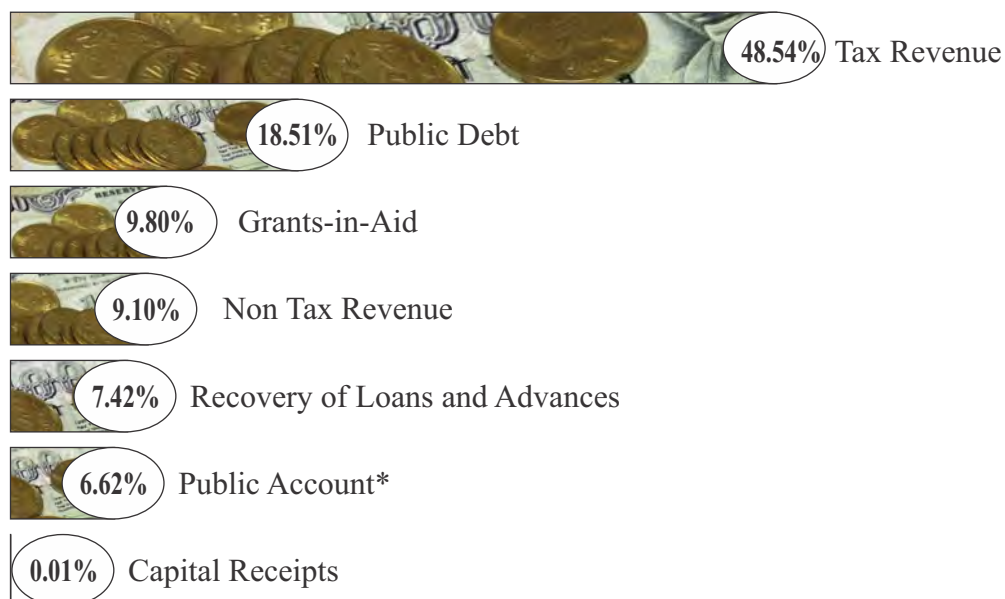 48.54% Tax Revenue
18.51% Public Debt
9.80% Grants-in-Aid
9.10% Non Tax Revenue
7.42% Recovery of Loans and Advances
6.62% Public Account*
0.01% Capital Receipts